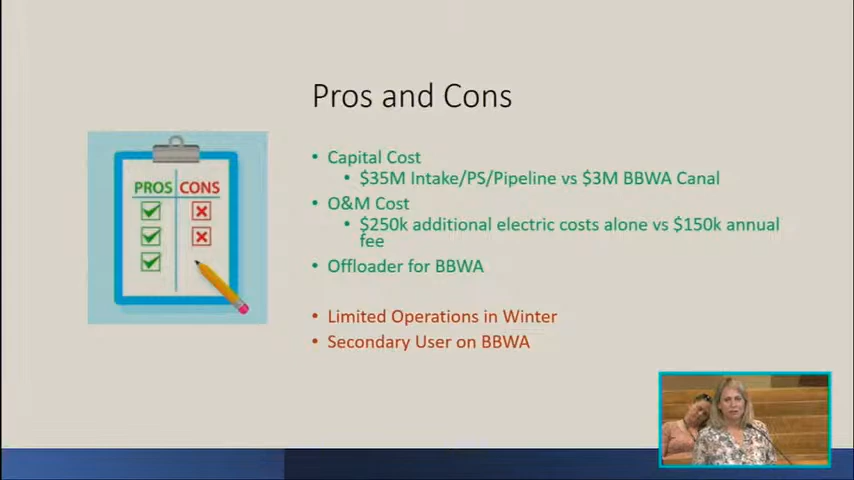 Pros and Cons
PROS CONS
• Capital Cost
• $35M Intake/PS/Pipeline vs $3M BBWA Canal
• O&M Cost
• $250k additional electric costs alone vs $150k annual
fee
• Offloader for BBWA
• Limited Operations in Winter
• Secondary User on BBWA